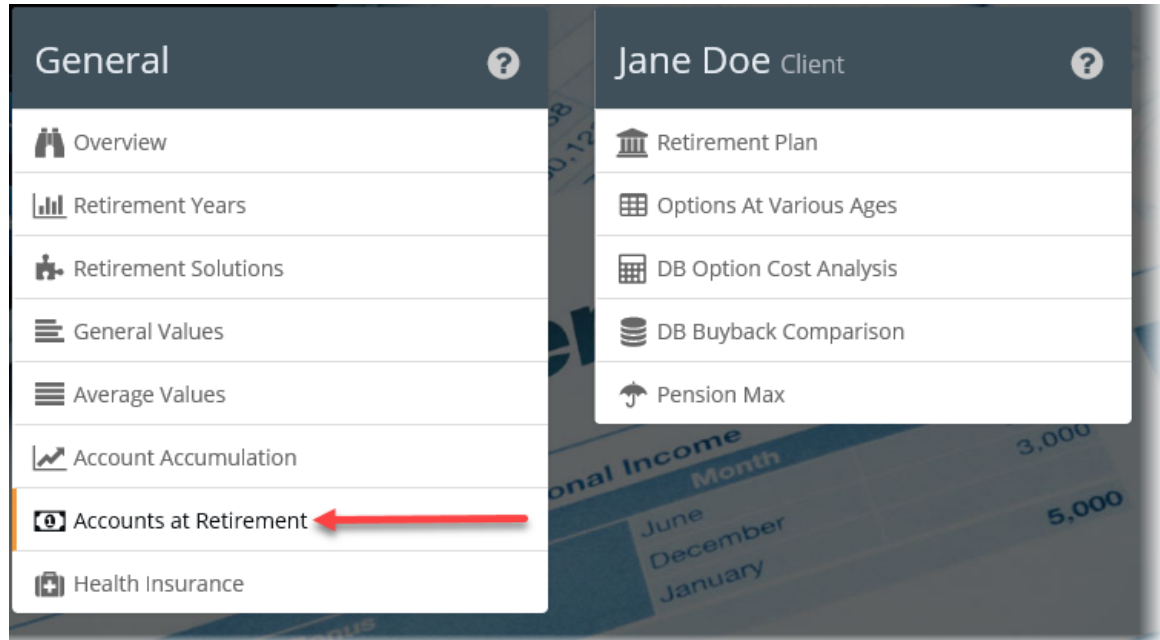 General
Overview
Retirement Years
Retirement Solutions
General Values
Average Values
Account Accumulation
Accounts at Retirement
Health Insurance
Jane Doe Client
Retirement Plan
Options At Various Ages
DB Option Cost Analysis
DB Buyback Comparison
Pension Max
onal Income
Month
3,000
June
5,000
December
January